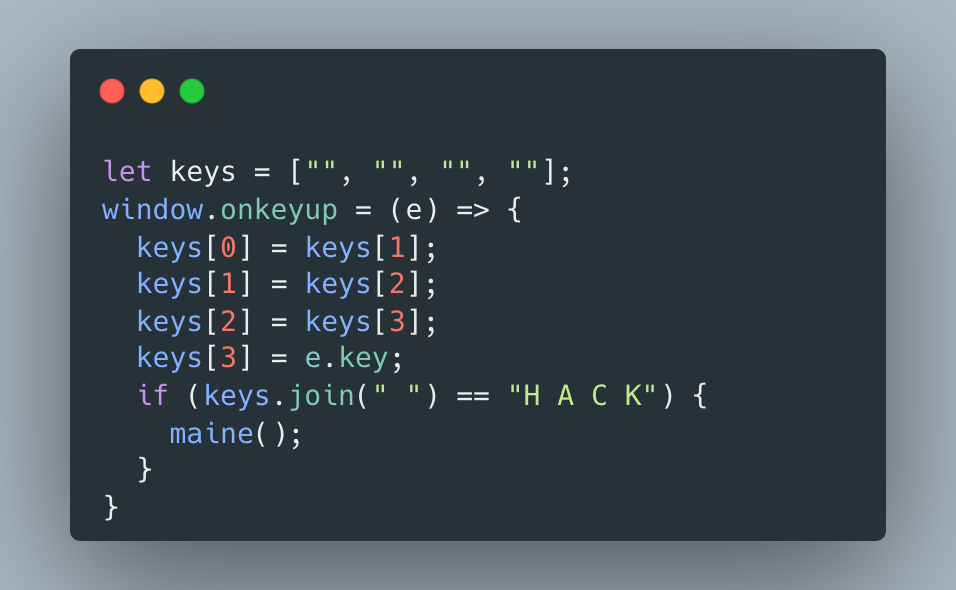 let keys = ["", "", "", ""];
window.onkeyup = (e) => {
  keys[0] = keys[1];
  keys[1] = keys[2];
  keys[2] = keys[3];
  keys[3] = e.key;
  if (keys.join(" ") == "H A C K") {
    maine();
  }
}